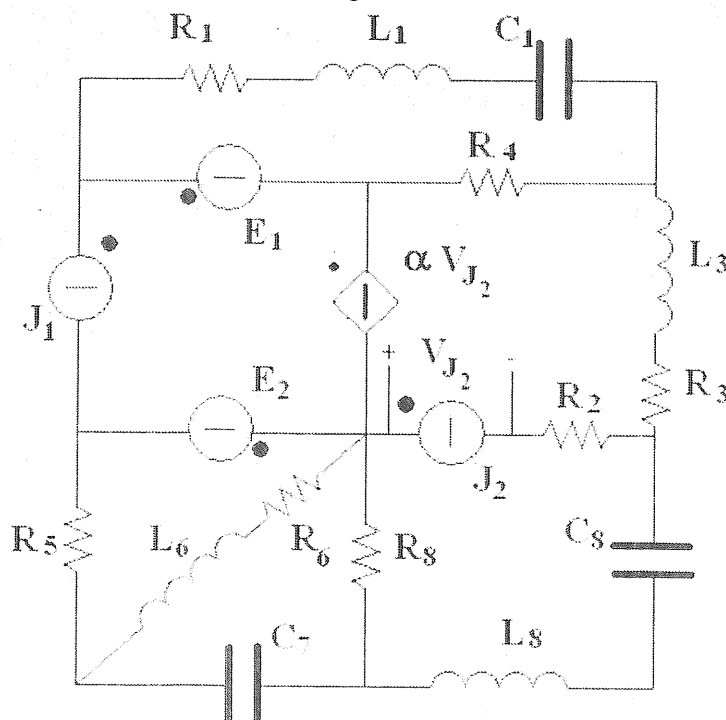 R1 L1 C1
R4
E1
α VJ2
L3
J1
E2
+ VJ2 -
R2
R3
J2
R5 L6 R6 R8 C8
C7
L8